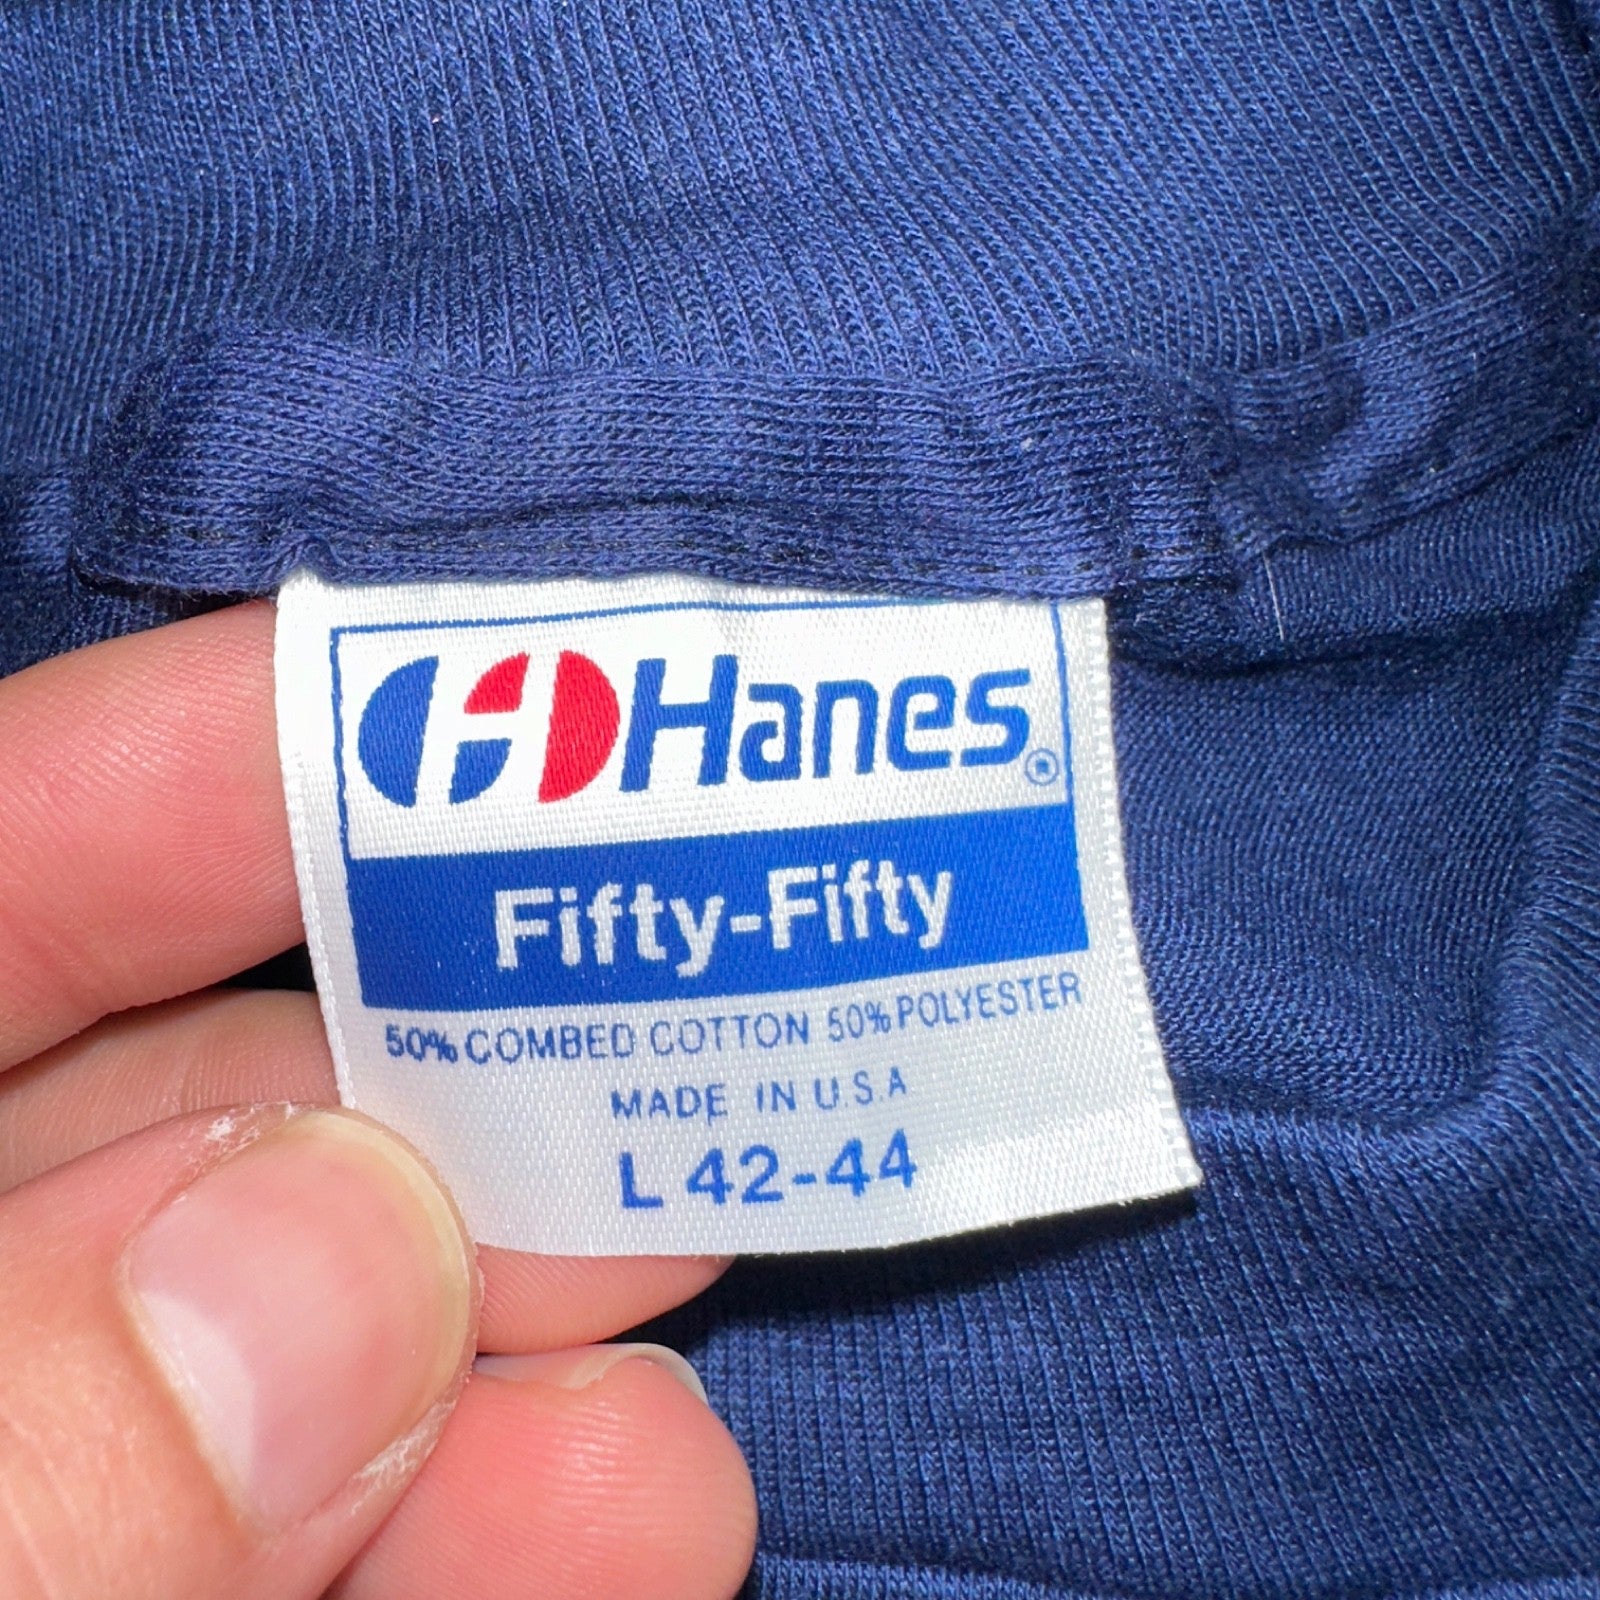 Hanes®
Fifty-Fifty
50% COMBED COTTON 50% POLYESTER
MADE IN U.S.A
L 42-44